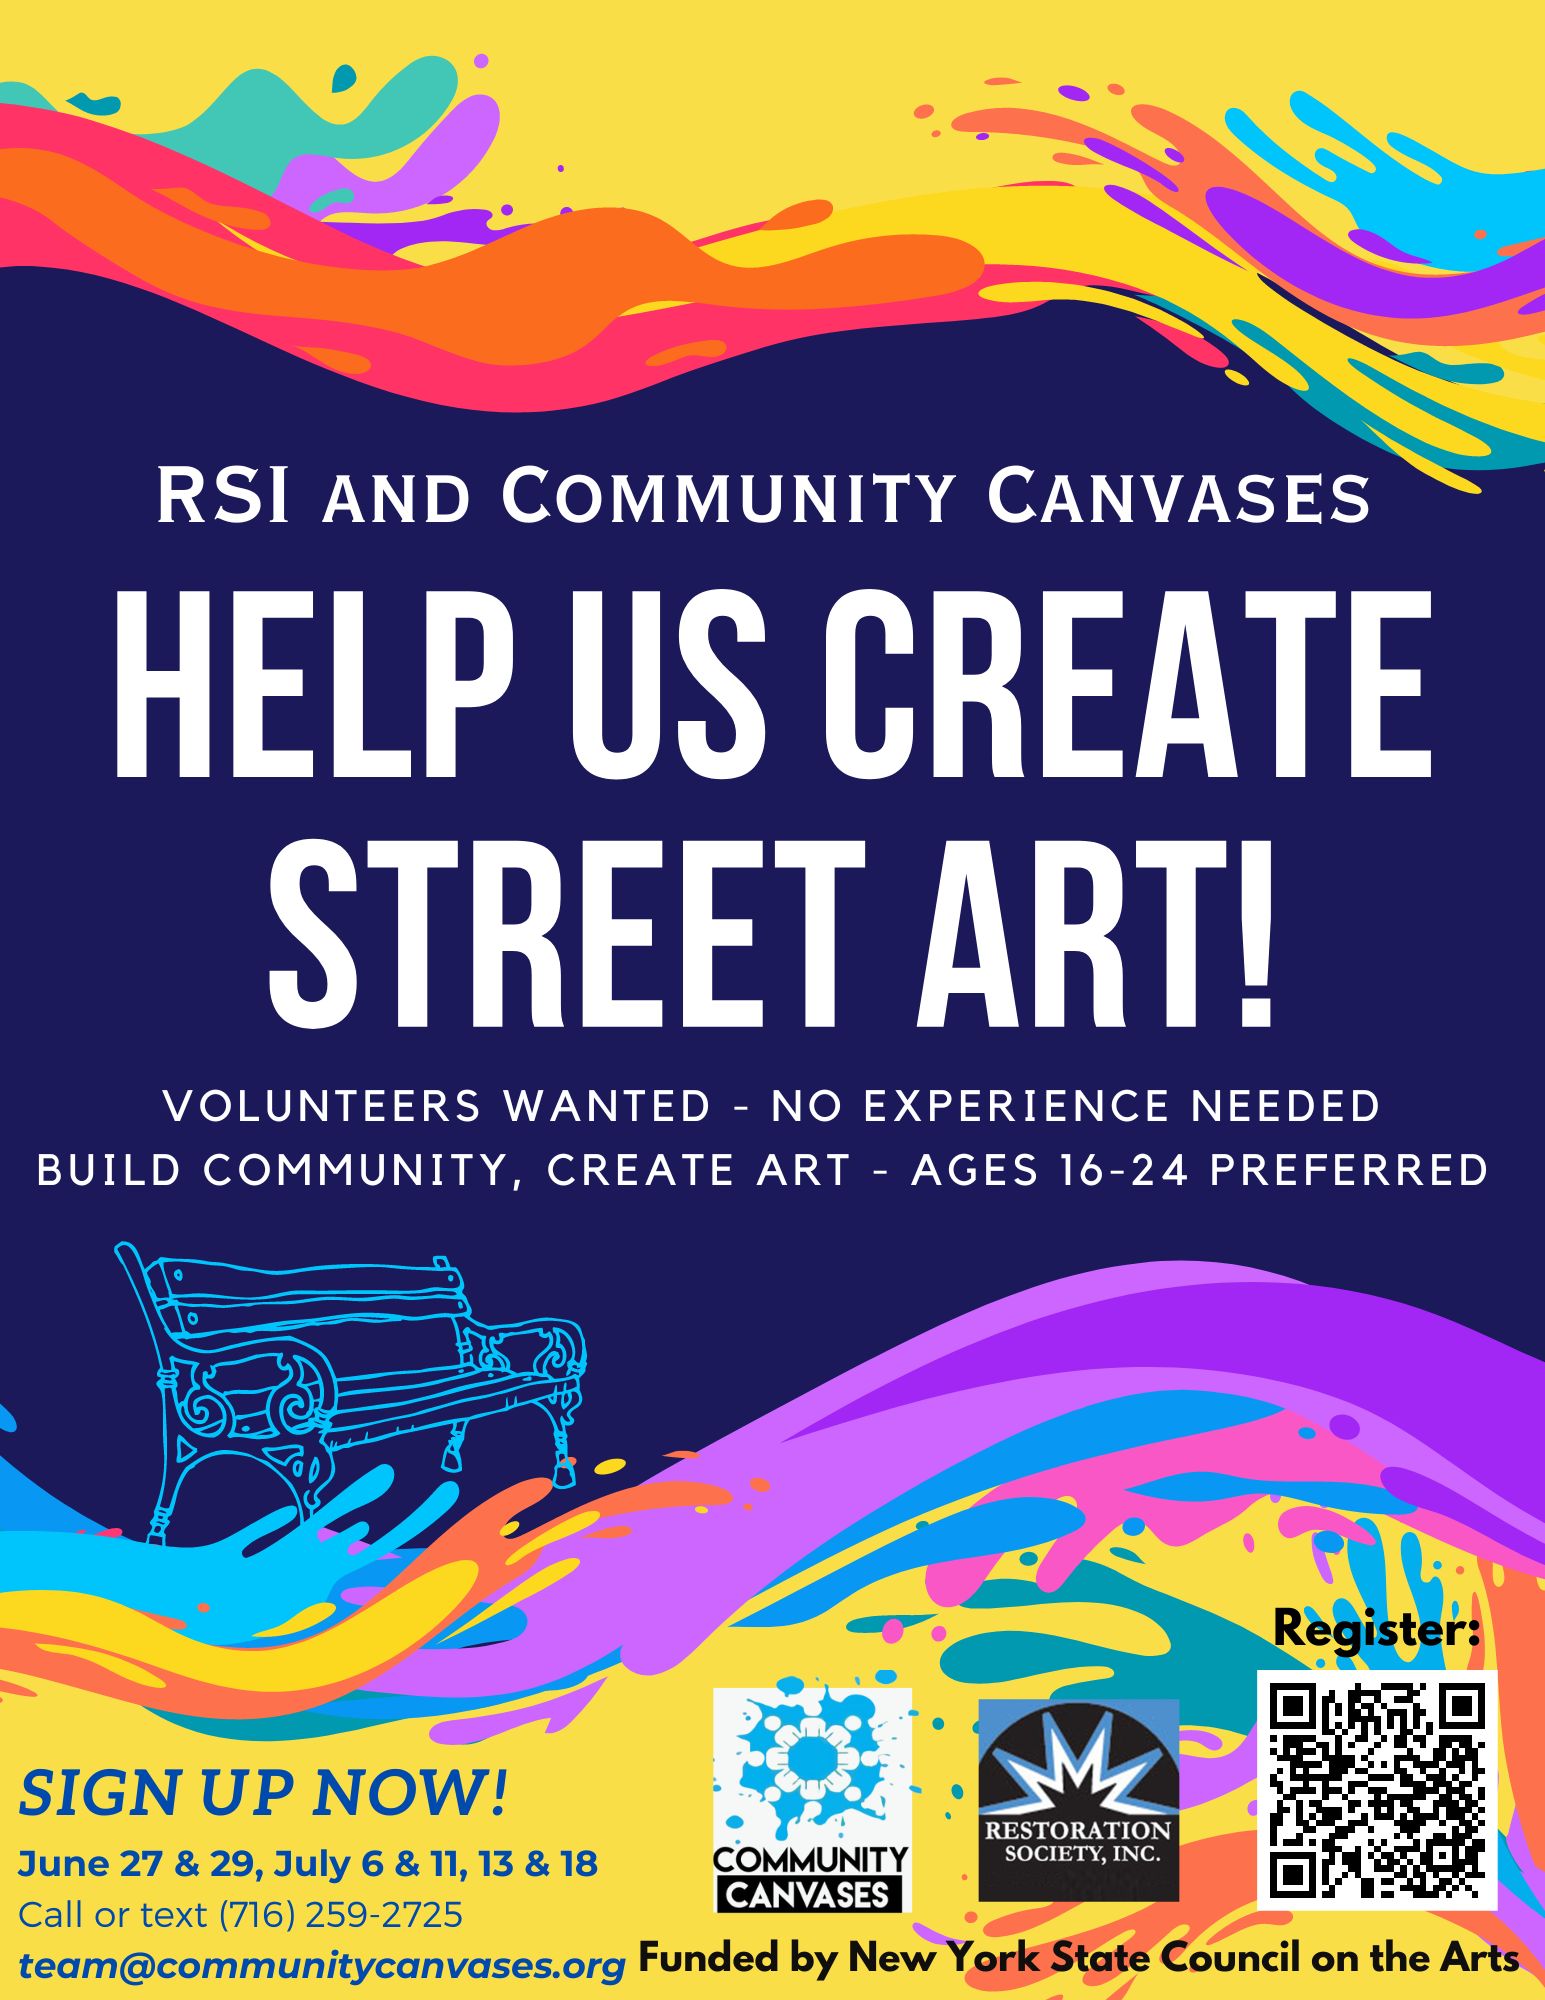 RSI AND COMMUNITY CANVASES
HELP US CREATE
STREET ART!
VOLUNTEERS WANTED - NO EXPERIENCE NEEDED
BUILD COMMUNITY, CREATE ART - AGES 16-24 PREFERRED
Register:
SIGN UP NOW!
June 27 & 29, July 6 & 11, 13 & 18
Call or text (716) 259-2725
team@communitycanvases.org
COMMUNITY
CANVASES
RESTORATION
SOCIETY, INC.
Funded by New York State Council on the Arts